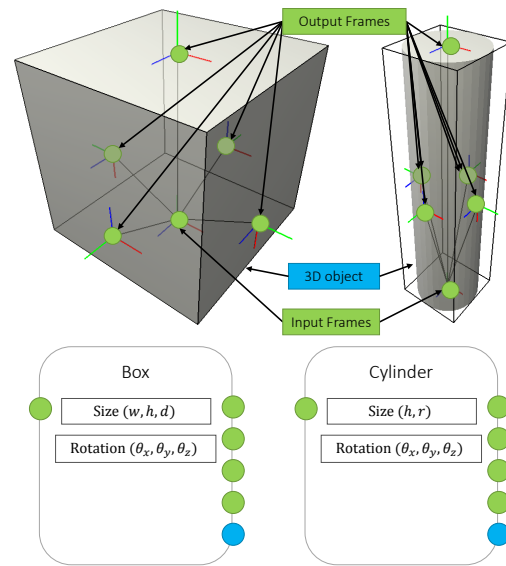 Output Frames
3D object
Input Frames
Box
Size (w, h, d)
Rotation (θx, θy, θz)
Cylinder
Size (h, r)
Rotation (θx, θy, θz)